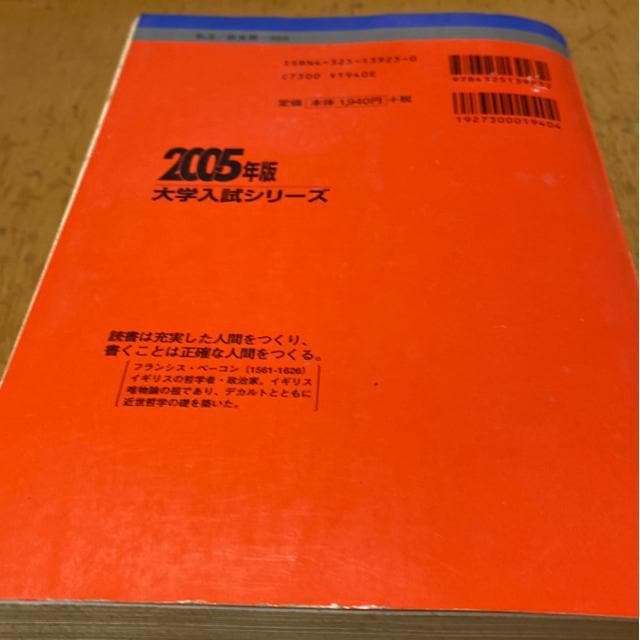 ISBN4-325-13923-0
C7300 ¥1940E
定価 本体 1,940円 +税
1927300019404
2005年版
大学入試シリーズ
読書は充実した人間をつくり、
書くことは正確な人間をつくる。
フランシス・ベーコン (1561-1626)
イギリスの哲学者・政治家。イギリス
唯物論の祖であり、デカルトとともに
近世哲学の礎を築いた。